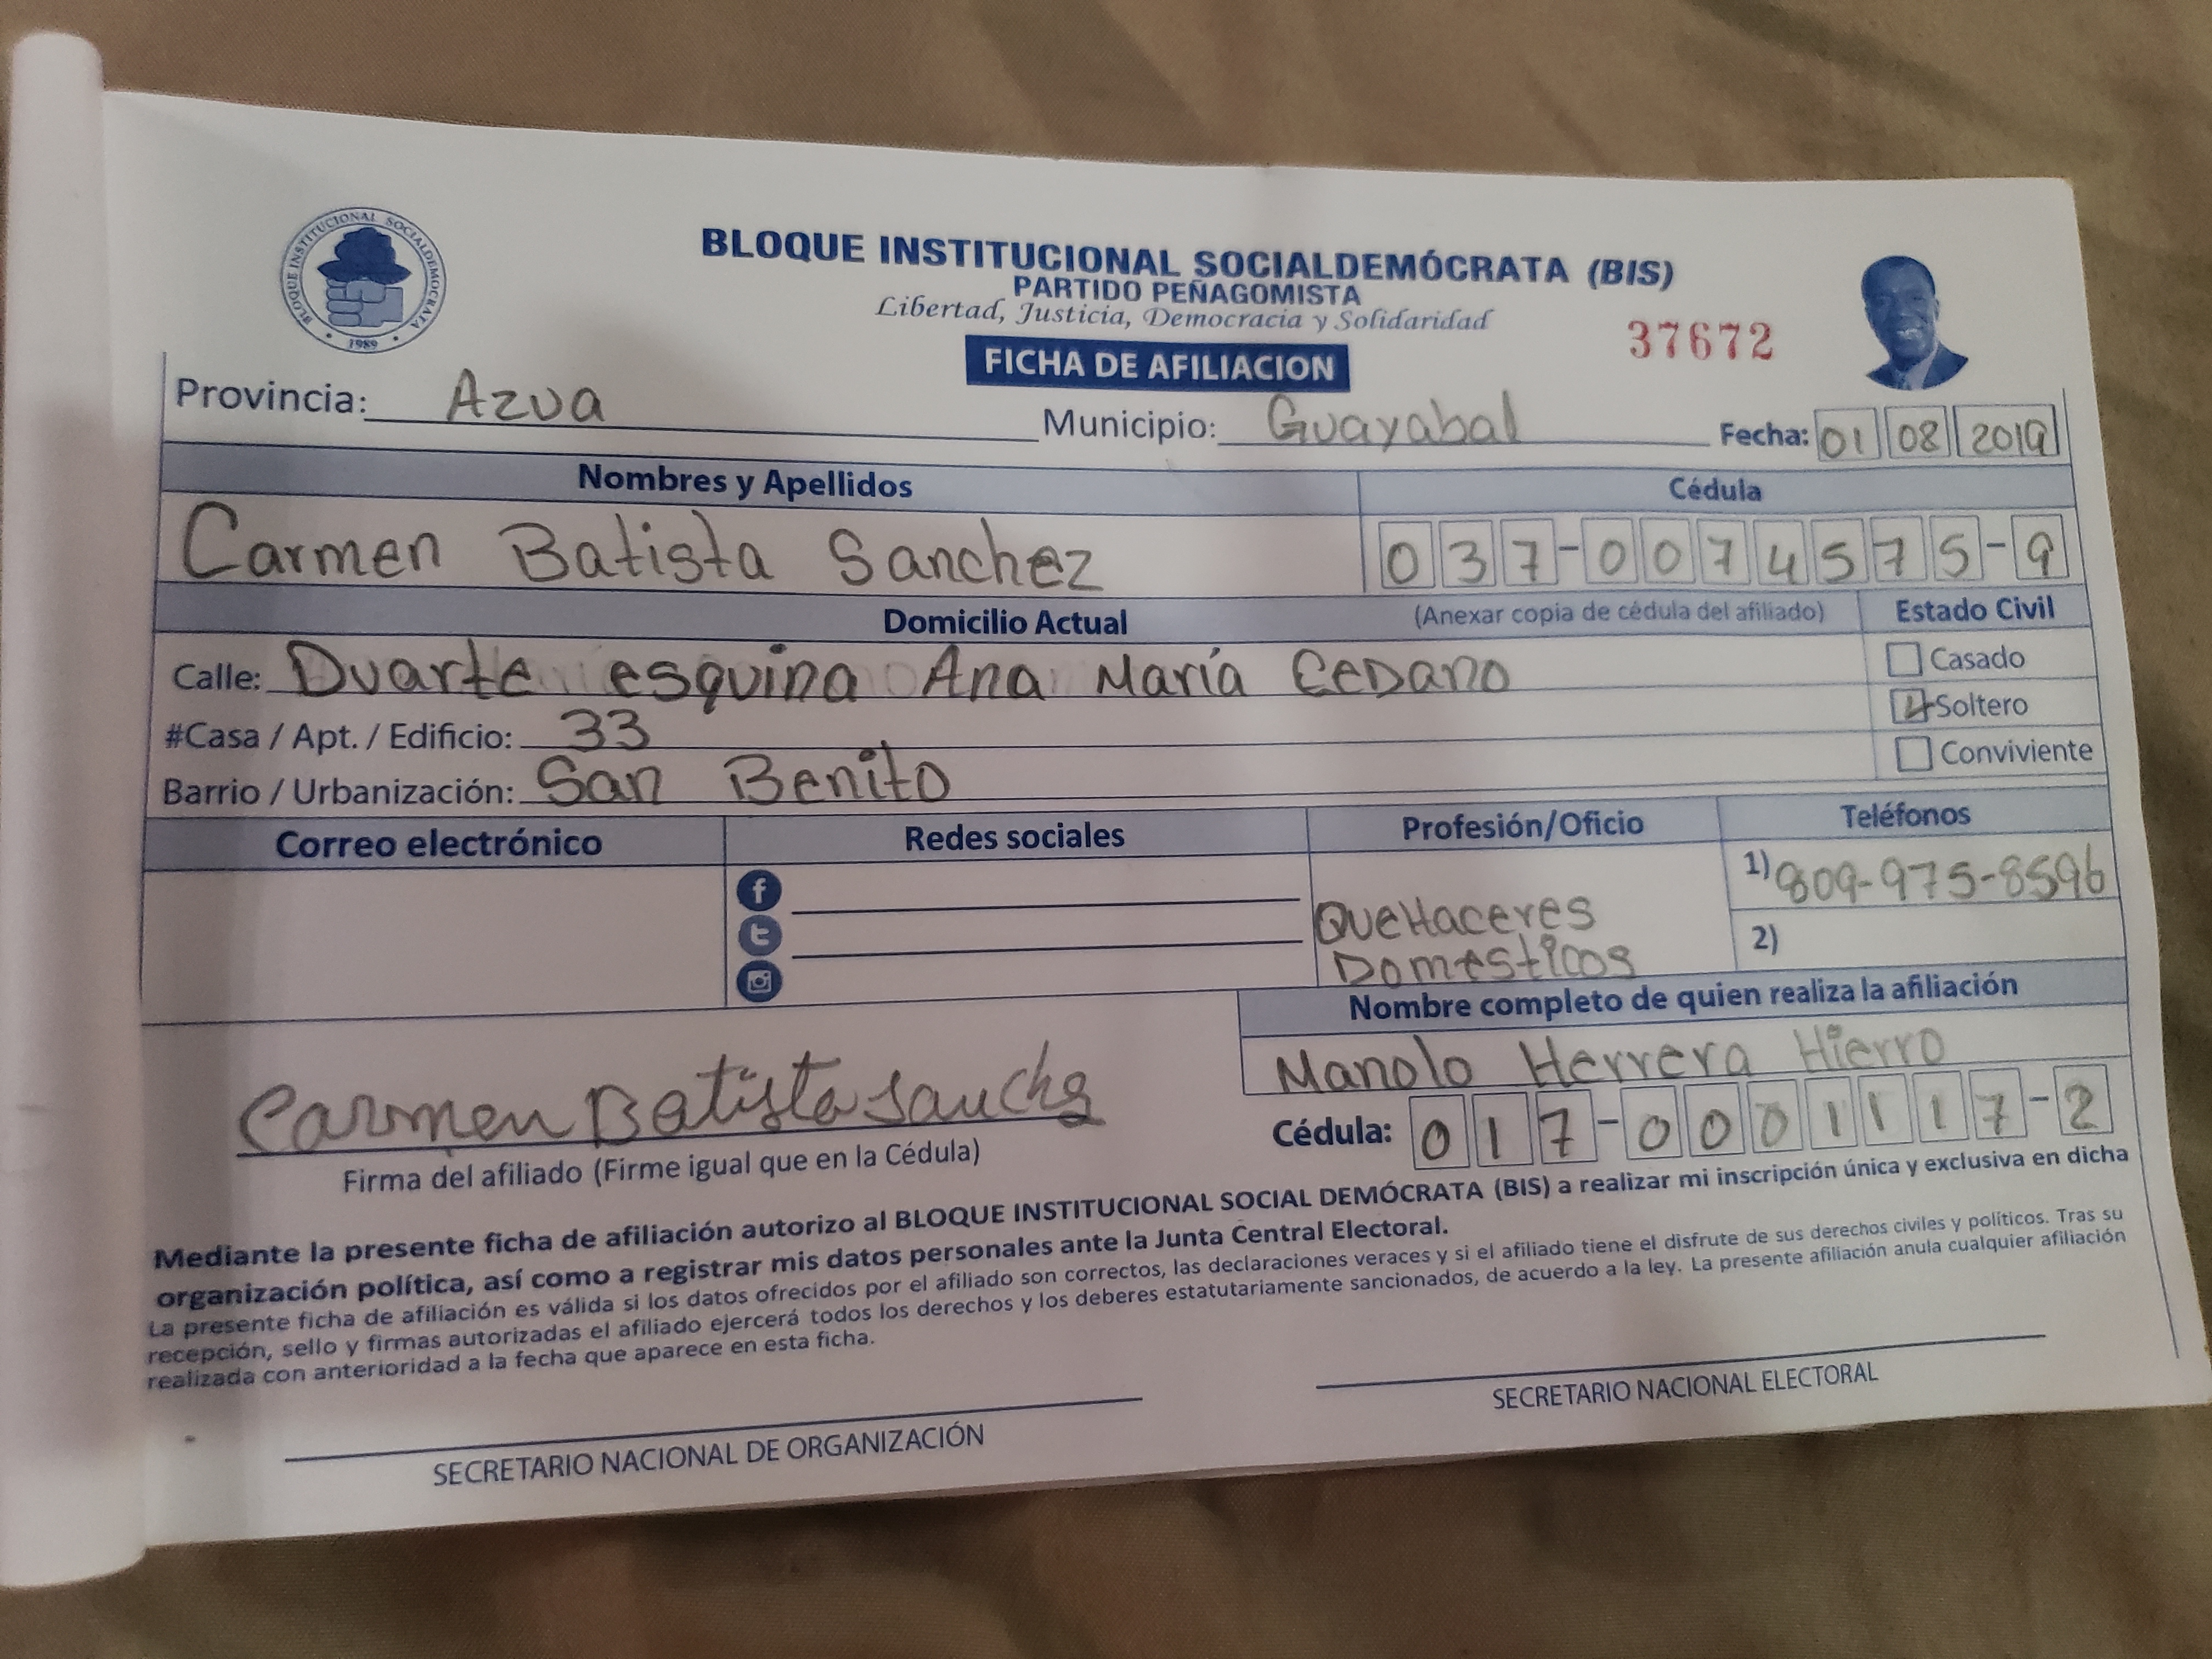 BLOQUE INSTITUCIONAL SOCIALDEMOCRATA
1989
BLOQUE INSTITUCIONAL SOCIALDEMÓCRATA (BIS)
PARTIDO PEÑAGOMISTA
Libertad, Justicia, Democracia y Solidaridad
37672
FICHA DE AFILIACION
Provincia: Azua Municipio: Guayabal Fecha: 01 08 2019
Nombres y Apellidos Cédula
Carmen Batista Sanchez 037-0074575-9
Domicilio Actual (Anexar copia de cédula del afiliado) Estado Civil
Calle: Duarte esquina Ana María CeDano Casado
#Casa / Apt. / Edificio: 33 Soltero
Barrio / Urbanización: San Benito Conviviente
Correo electrónico Redes sociales Profesión/Oficio Teléfonos
1) 809-975-8596
QueHaceres
2)
Domesticos
Nombre completo de quien realiza la afiliación
Manolo Herrera Hierro
Carmen Batista Sanchez
Cédula: 017-0001117-2
Firma del afiliado (Firme igual que en la Cédula)
Mediante la presente ficha de afiliación autorizo al BLOQUE INSTITUCIONAL SOCIAL DEMÓCRATA (BIS) a realizar mi inscripción única y exclusiva en dicha
organización política, así como a registrar mis datos personales ante la Junta Central Electoral.
La presente ficha de afiliación es válida si los datos ofrecidos por el afiliado son correctos, las declaraciones veraces y si el afiliado tiene el disfrute de sus derechos civiles y políticos. Tras su
recepción, sello y firmas autorizadas el afiliado ejercerá todos los derechos y los deberes estatutariamente sancionados, de acuerdo a la ley. La presente afiliación anula cualquier afiliación
realizada con anterioridad a la fecha que aparece en esta ficha.
SECRETARIO NACIONAL DE ORGANIZACIÓN SECRETARIO NACIONAL ELECTORAL